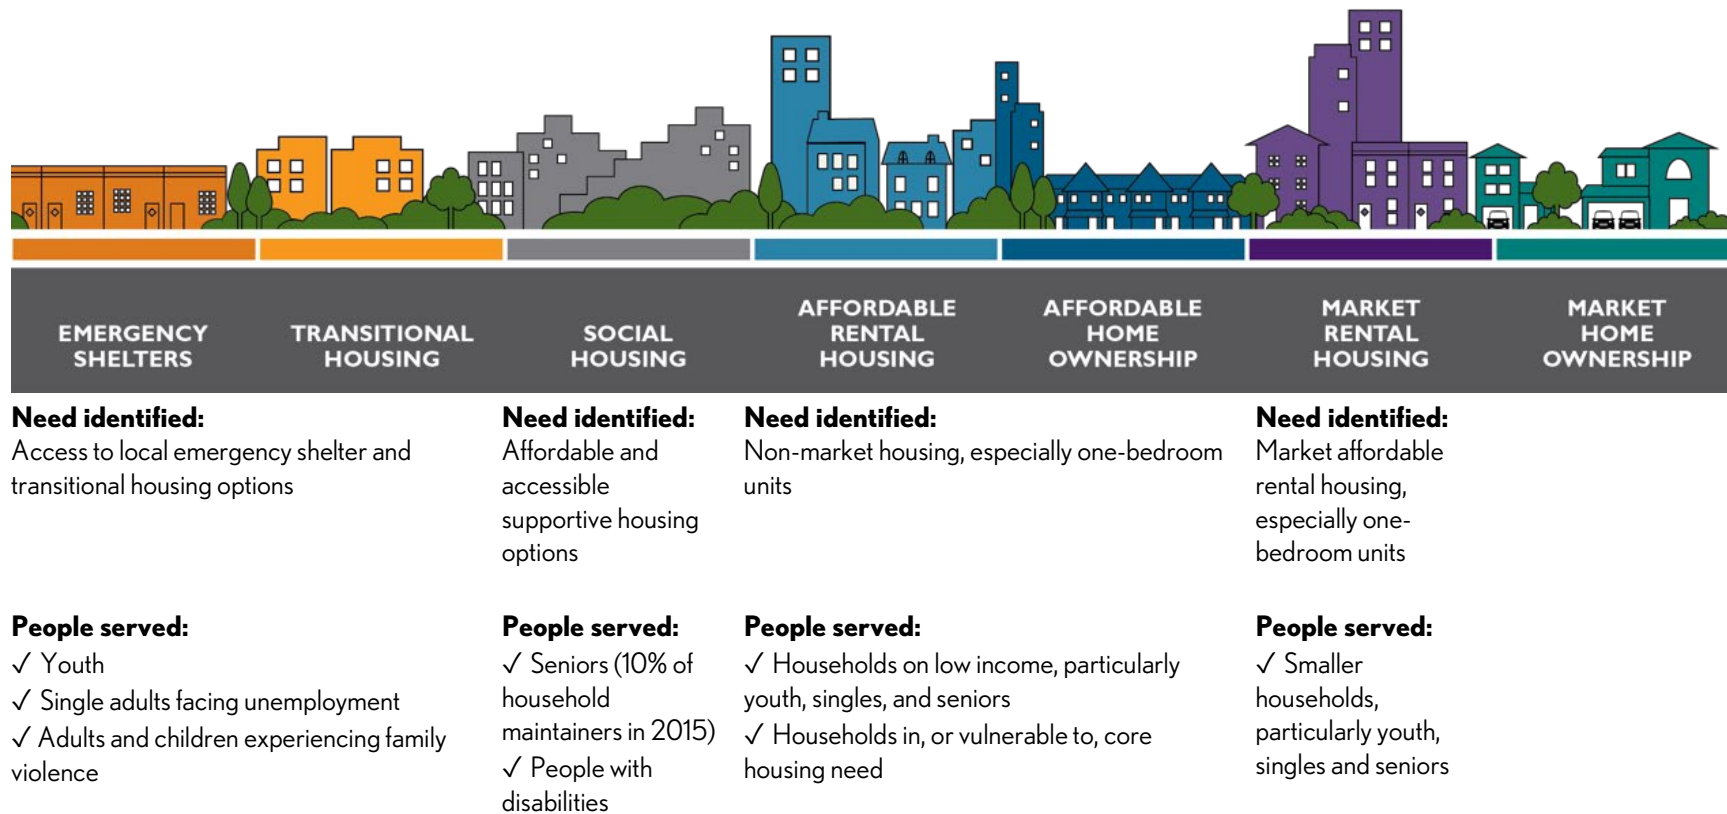 EMERGENCY
SHELTERS
TRANSITIONAL
HOUSING
SOCIAL
HOUSING
AFFORDABLE
RENTAL
HOUSING
AFFORDABLE
HOME
OWNERSHIP
MARKET
RENTAL
HOUSING
MARKET
HOME
OWNERSHIP
Need identified:
Access to local emergency shelter and
transitional housing options
Need identified:
Affordable and
accessible
supportive housing
options
Need identified:
Non-market housing, especially one-bedroom
units
Need identified:
Market affordable
rental housing,
especially one-
bedroom units
People served:
✓ Youth
✓ Single adults facing unemployment
✓ Adults and children experiencing family
violence
People served:
✓ Seniors (10% of
household
maintainers in 2015)
✓ People with
disabilities
People served:
✓ Households on low income, particularly
youth, singles, and seniors
✓ Households in, or vulnerable to, core
housing need
People served:
✓ Smaller
households,
particularly youth,
singles and seniors